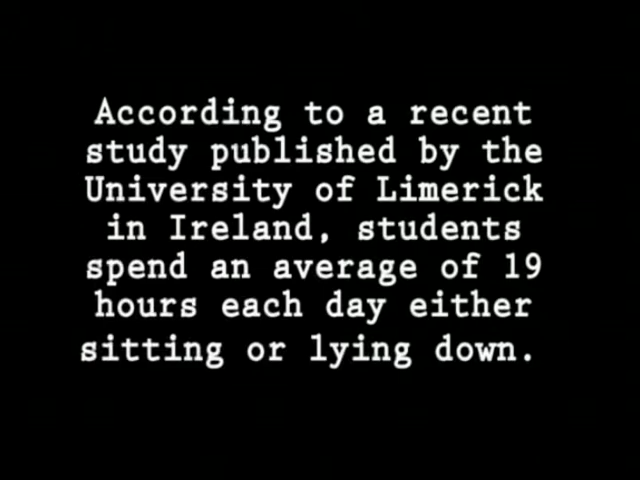 According to a recent
study published by the
University of Limerick
in Ireland, students
spend an average of 19
hours each day either
sitting or lying down.